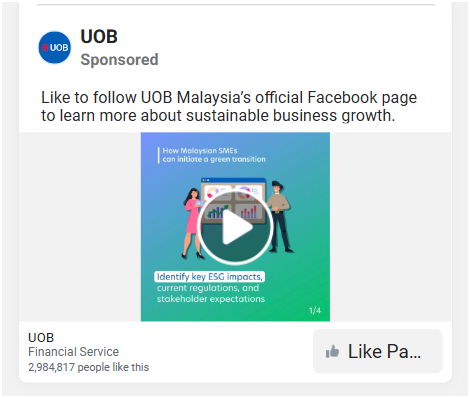 UOB
UOB
Sponsored
Like to follow UOB Malaysia's official Facebook page
to learn more about sustainable business growth.
How Malaysian SMEs
can initiate a green transition
Identify key ESG impacts,
current regulations, and
stakeholder expectations
1/4
UOB
Financial Service
2,984,817 people like this
Like Pa...